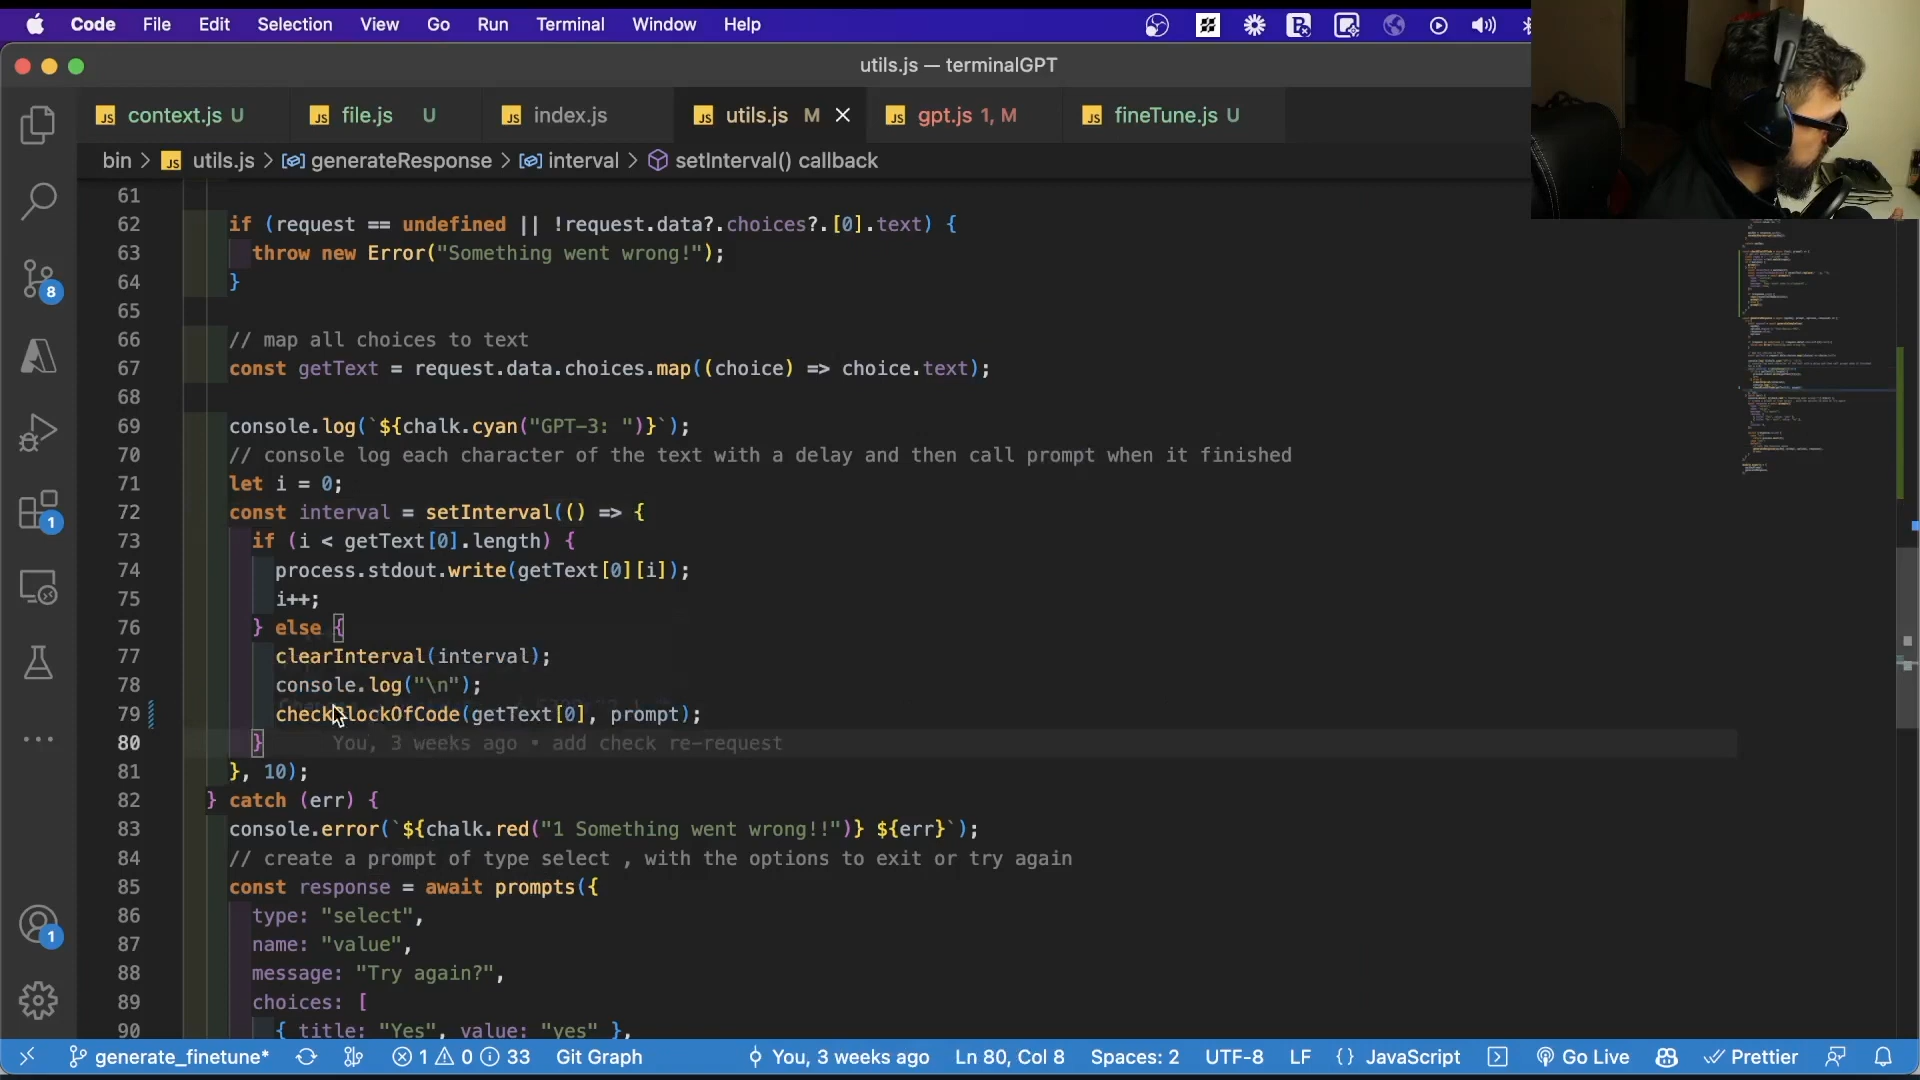 Code File Edit Selection View Go Run Terminal Window Help
utils.js — terminalGPT
context.js U file.js U index.js utils.js M gpt.js 1, M fineTune.js U
bin > utils.js > generateResponse > interval > setInterval() callback
61
62 if (request == undefined || !request.data?.choices?.[0].text) {
63 throw new Error("Something went wrong!");
64 }
65
66 // map all choices to text
67 const getText = request.data.choices.map((choice) => choice.text);
68
69 console.log(`${chalk.cyan("GPT-3: ")}`);
70 // console log each character of the text with a delay and then call prompt when it finished
71 let i = 0;
72 const interval = setInterval(() => {
73 if (i < getText[0].length) {
74 process.stdout.write(getText[0][i]);
75 i++;
76 } else {
77 clearInterval(interval);
78 console.log("\n");
79 checkBlockOfCode(getText[0], prompt);
80 } You, 3 weeks ago • add check re-request
81 }, 10);
82 } catch (err) {
83 console.error(`${chalk.red("1 Something went wrong!!")} ${err}`);
84 // create a prompt of type select , with the options to exit or try again
85 const response = await prompts({
86 type: "select",
87 name: "value",
88 message: "Try again?",
89 choices: [
90 { title: "Yes", value: "yes" },
8
1
1
generate_finetune* 1 0 33 Git Graph You, 3 weeks ago Ln 80, Col 8 Spaces: 2 UTF-8 LF {} JavaScript Go Live Prettier